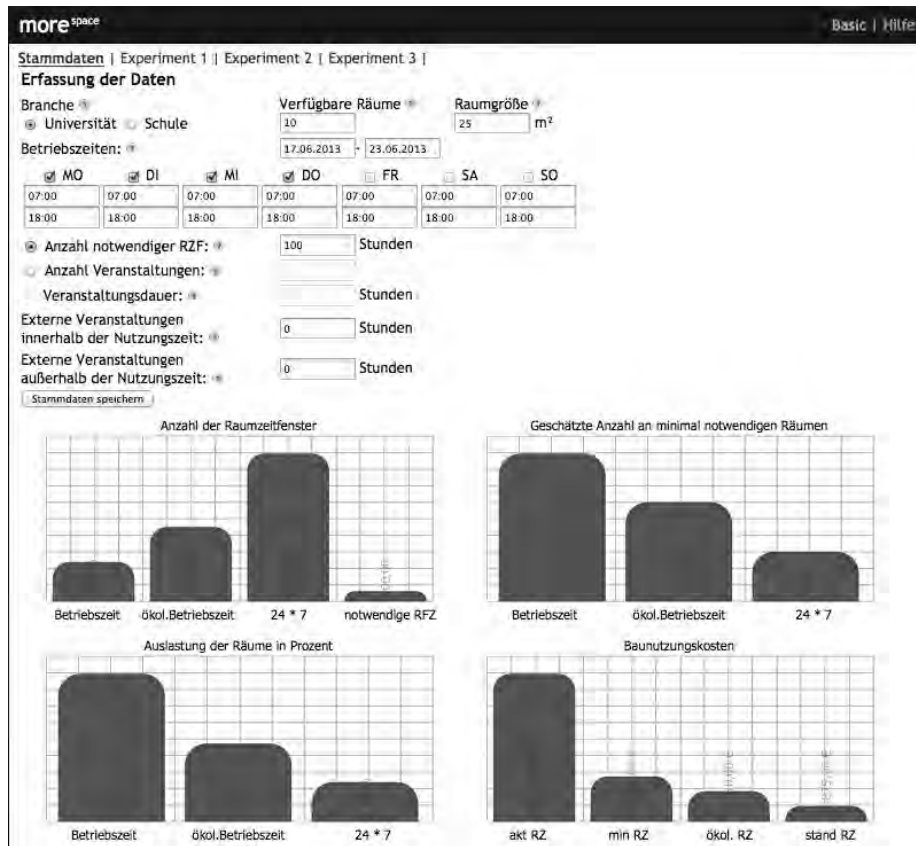 more space
Basic | Hilfe
Stammdaten | Experiment 1 | Experiment 2 | Experiment 3 |
Erfassung der Daten
Branche Verfügbare Räume Raumgröße
Universität Schule 10 25 m²
Betriebszeiten: 17.06.2013 - 23.06.2013
MO DI MI DO FR SA SO
07:00 07:00 07:00 07:00 07:00 07:00 07:00
18:00 18:00 18:00 18:00 18:00 18:00 18:00
Anzahl notwendiger RZF: 100 Stunden
Anzahl Veranstaltungen:
Veranstaltungsdauer: Stunden
Externe Veranstaltungen
innerhalb der Nutzungszeit: 0 Stunden
Externe Veranstaltungen
außerhalb der Nutzungszeit: 0 Stunden
Stammdaten speichern
Anzahl der Raumzeitfenster
Betriebszeit ökol.Betriebszeit 24 * 7 notwendige RFZ
Geschätzte Anzahl an minimal notwendigen Räumen
Betriebszeit ökol.Betriebszeit 24 * 7
Auslastung der Räume in Prozent
Betriebszeit ökol.Betriebszeit 24 * 7
Baunutzungskosten
akt RZ min RZ ökol. RZ stand RZ